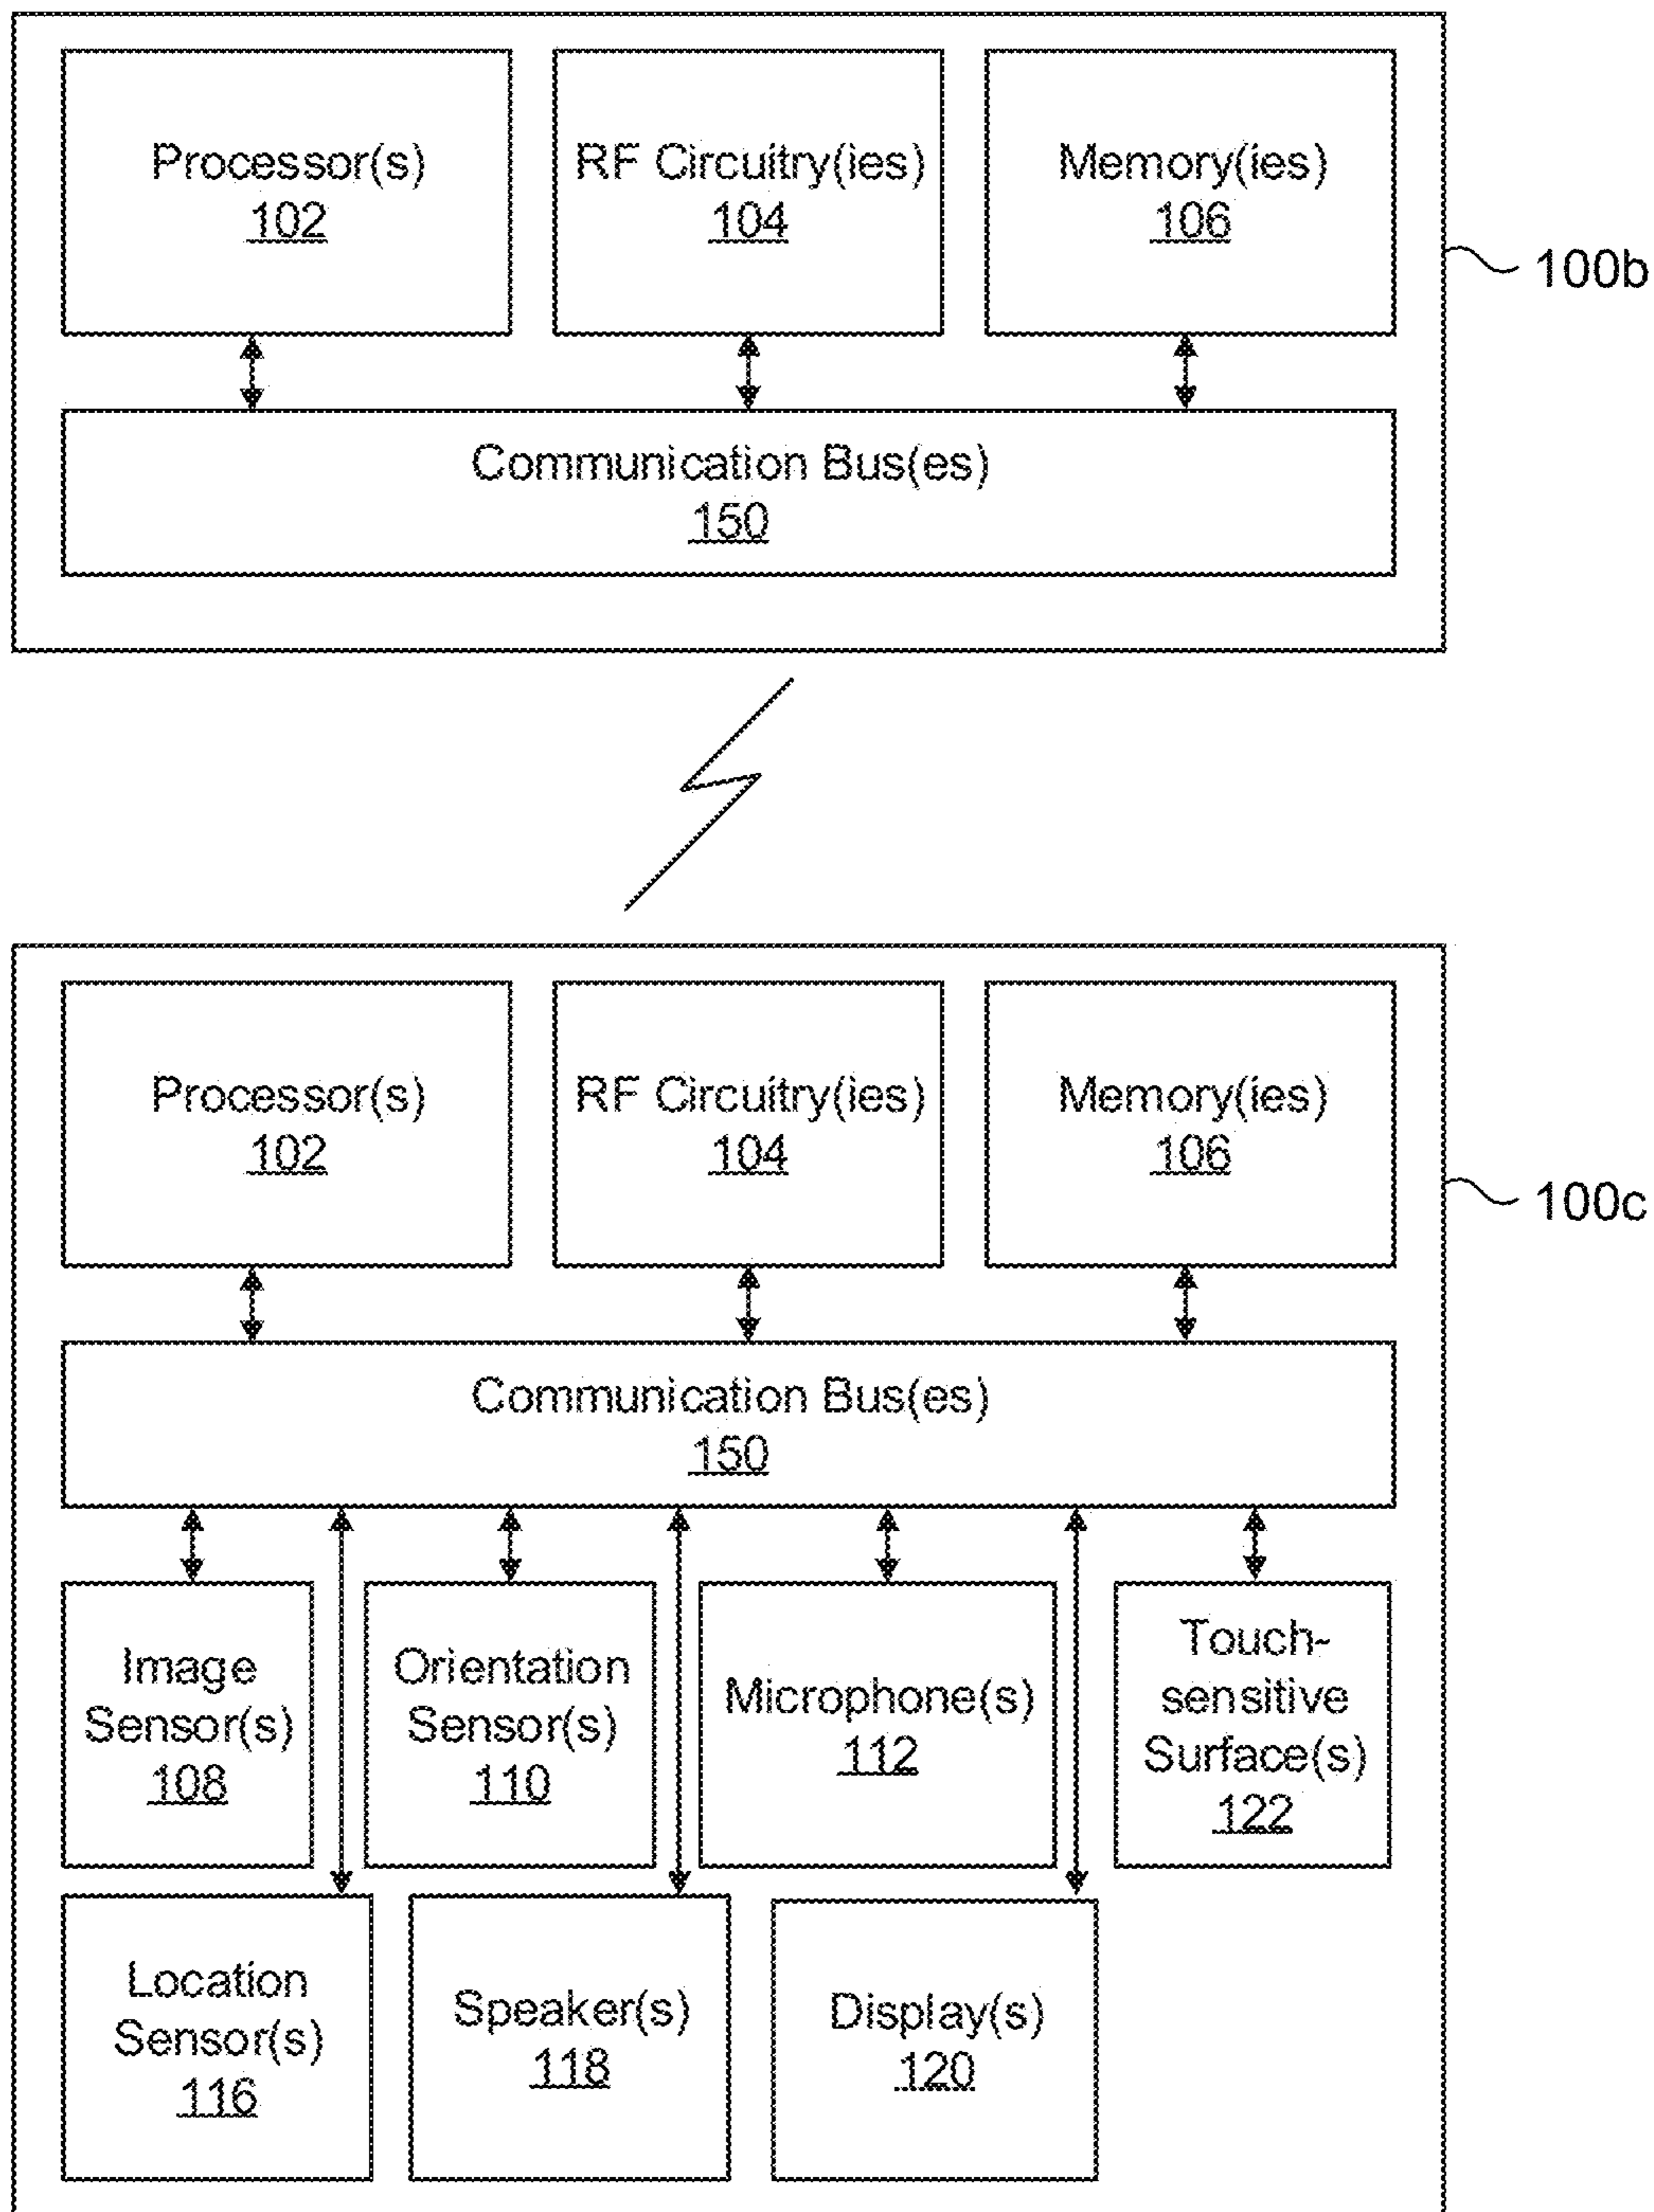 Processor(s)
102
RF Circuitry(ies)
104
Memory(ies)
106
100b
Communication Bus(es)
150
Processor(s)
102
RF Circuitry(ies)
104
Memory(ies)
106
100c
Communication Bus(es)
150
Image
Sensor(s)
108
Orientation
Sensor(s)
110
Microphone(s)
112
Touch-
sensitive
Surface(s)
122
Location
Sensor(s)
116
Speaker(s)
118
Display(s)
120